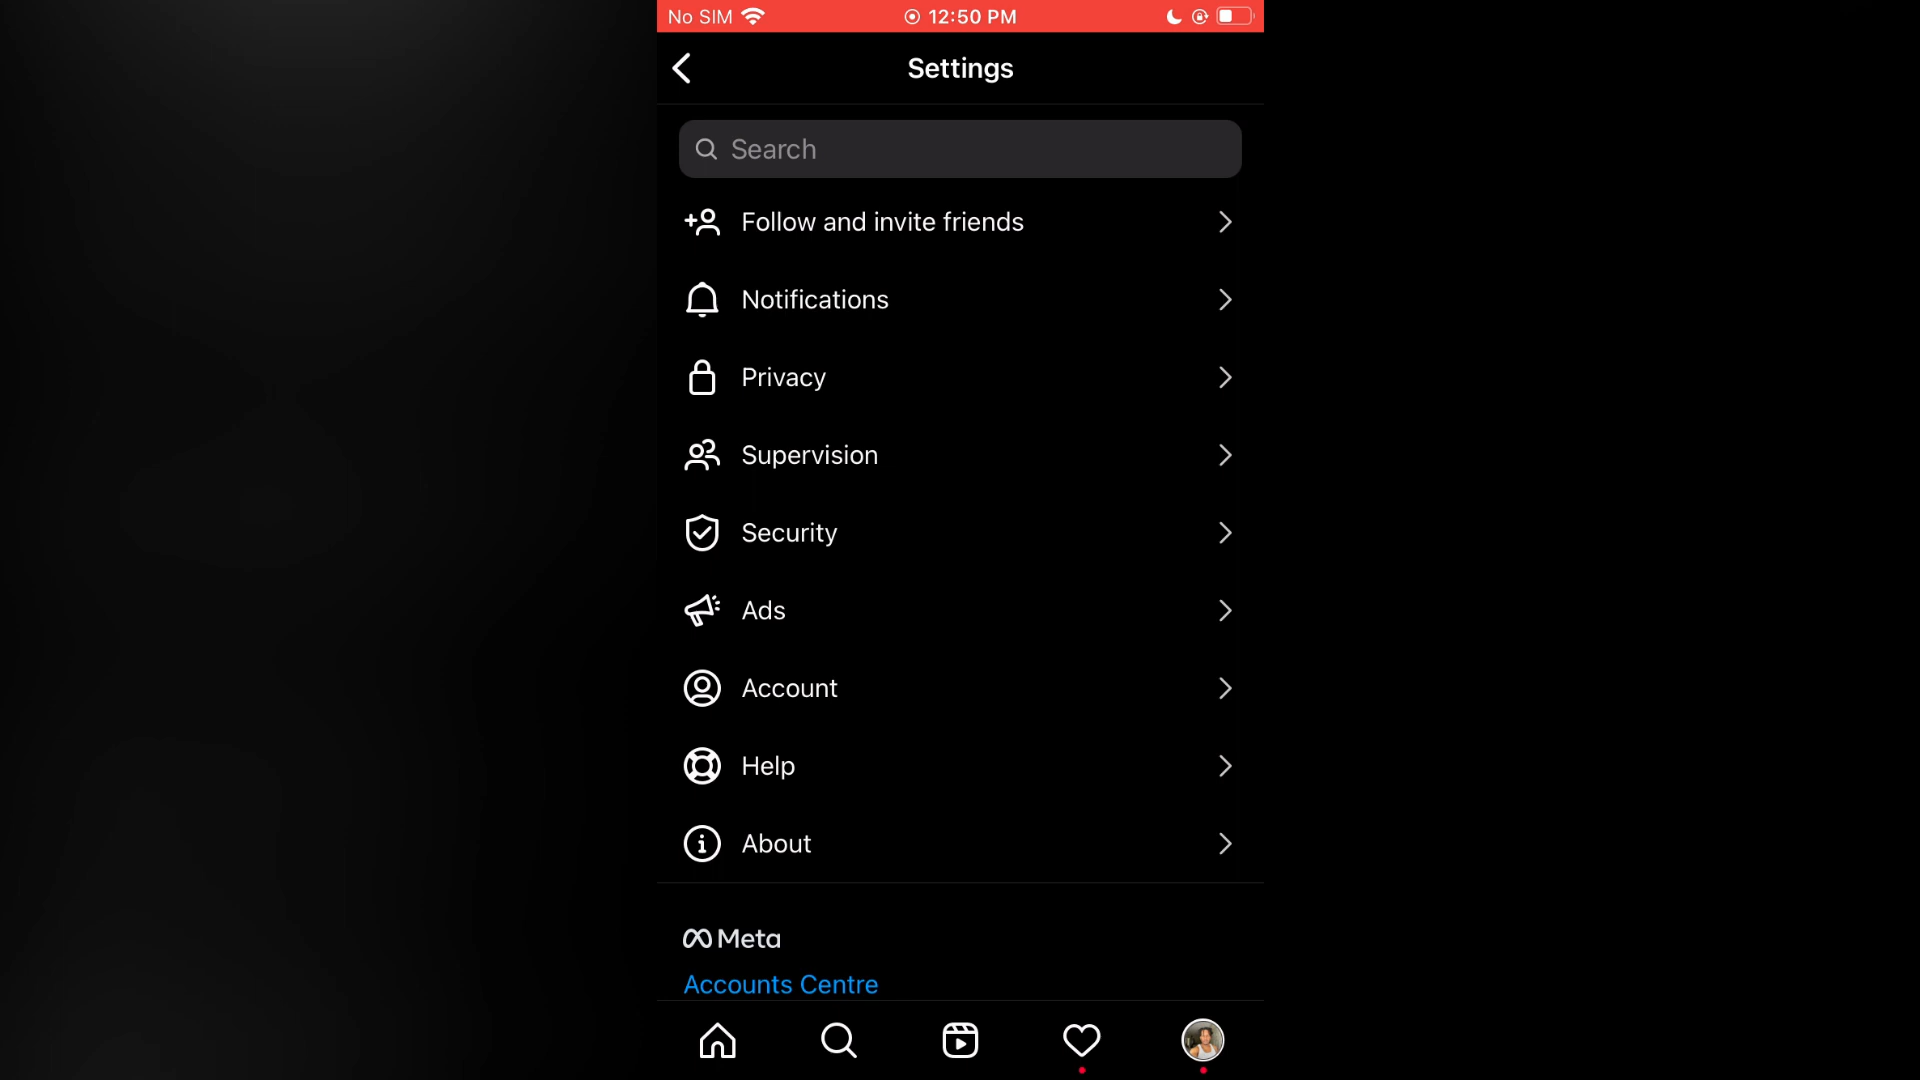 No SIM 12:50 PM
Settings
Search
Follow and invite friends
Notifications
Privacy
Supervision
Security
Ads
Account
Help
About
Meta
Accounts Centre